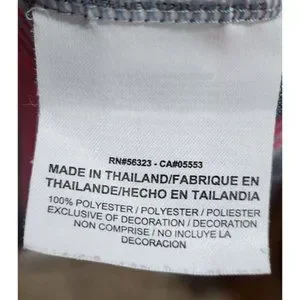 RN#56323 - CA#05553
MADE IN THAILAND/FABRIQUE EN
THAILANDE/HECHO EN TAILANDIA
100% POLYESTER / POLYESTER / POLIESTER
EXCLUSIVE OF DECORATION / DECORATION
NON COMPRISE / NO INCLUYE LA
DECORACION